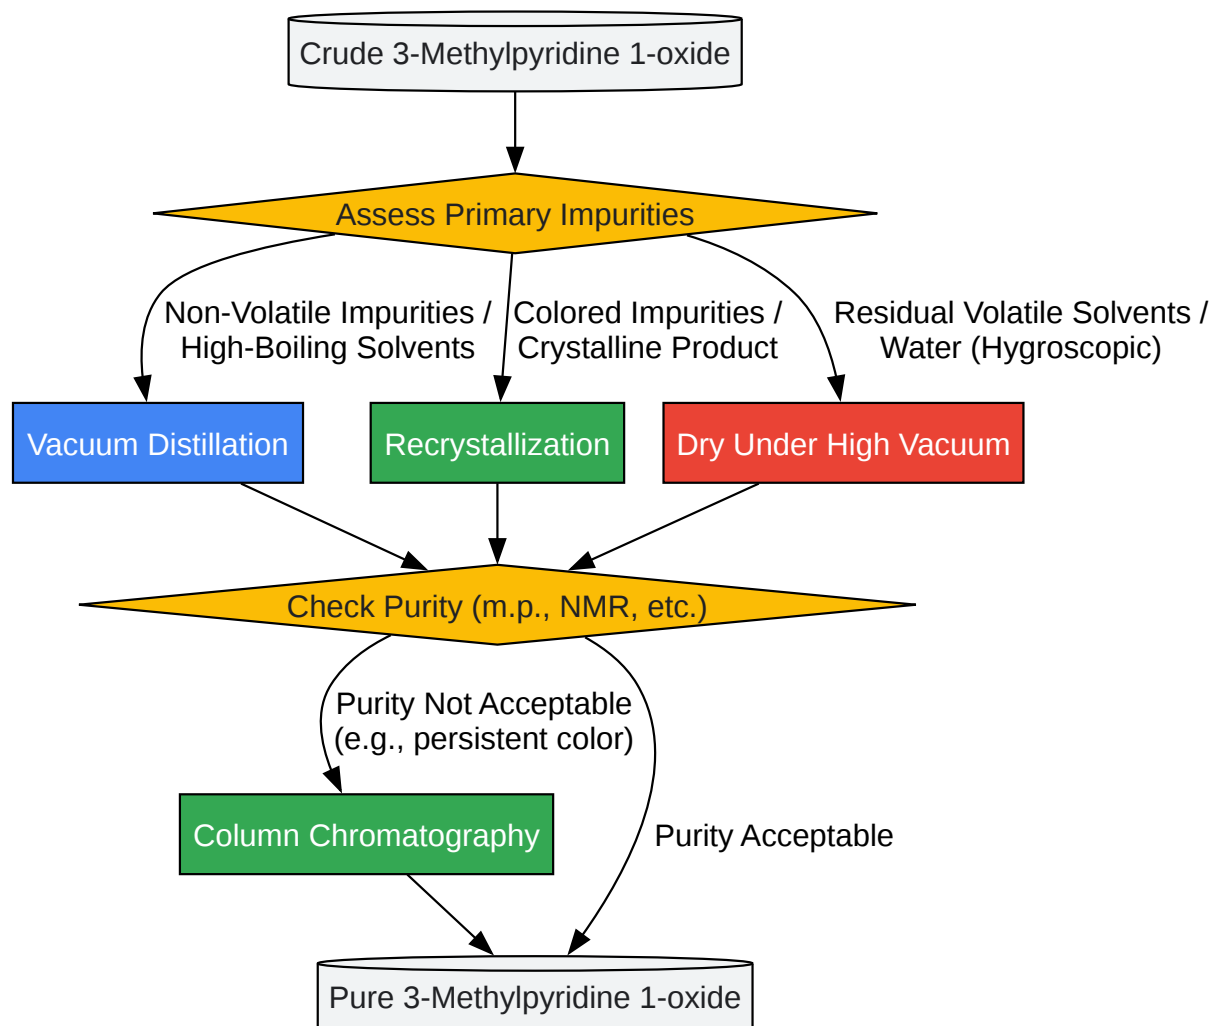 Crude 3-Methylpyridine 1-oxide
Assess Primary Impurities
Non-Volatile Impurities /
High-Boiling Solvents
Colored Impurities /
Crystalline Product
Residual Volatile Solvents /
Water (Hygroscopic)
Vacuum Distillation
Recrystallization
Dry Under High Vacuum
Check Purity (m.p., NMR, etc.)
Purity Not Acceptable
(e.g., persistent color)
Column Chromatography
Purity Acceptable
Pure 3-Methylpyridine 1-oxide